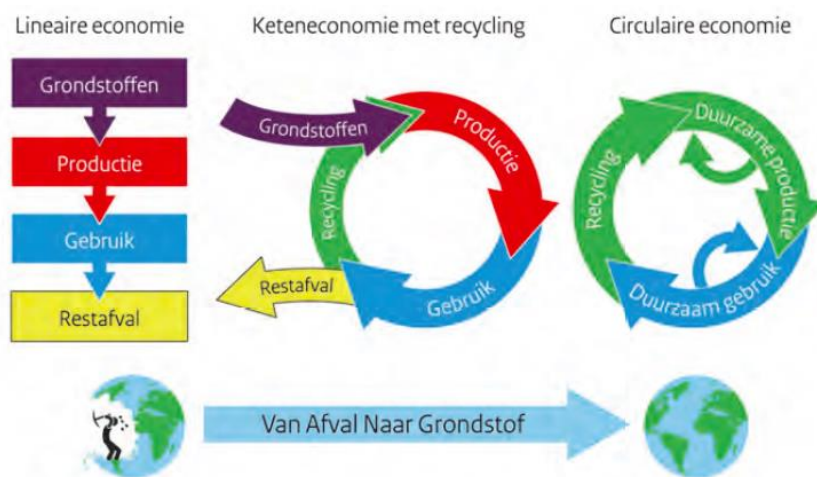 Lineaire economie
Grondstoffen
Productie
Gebruik
Restafval
Keteneconomie met recycling
Grondstoffen
Productie
Recycling
Restafval
Gebruik
Circulaire economie
Duurzame productie
Recycling
Duurzaam gebruik
Van Afval Naar Grondstof